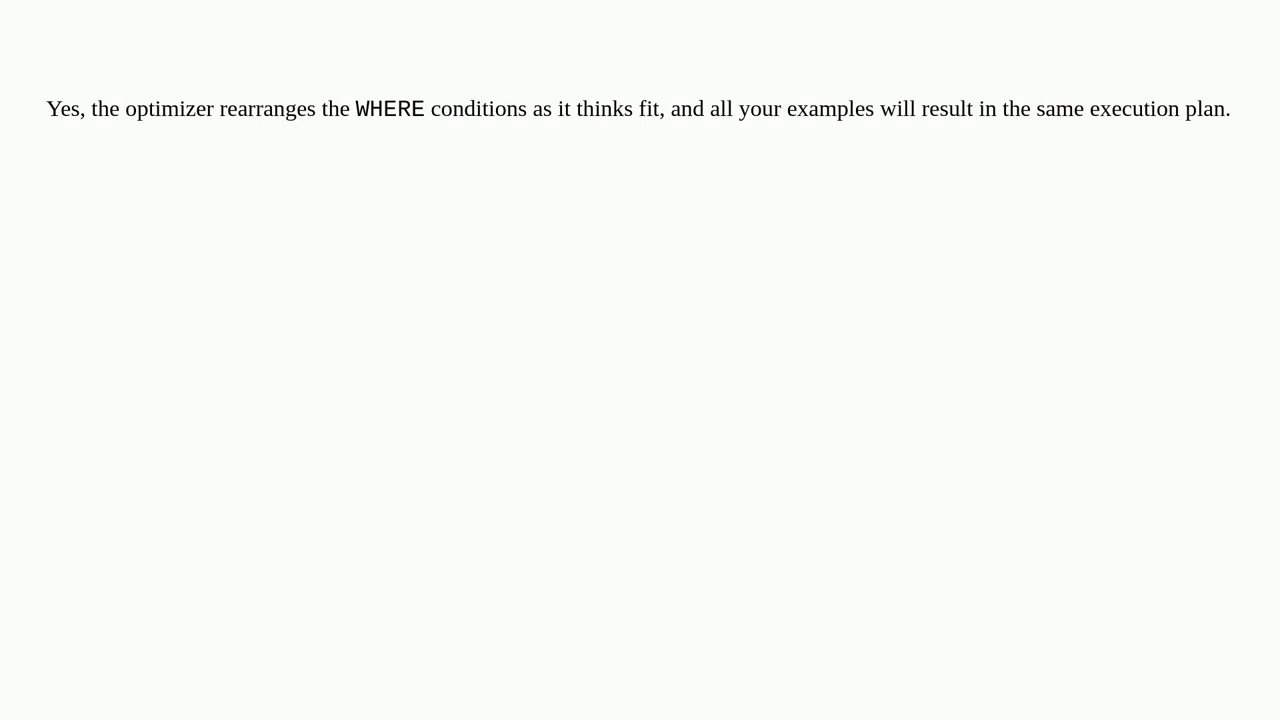 Yes, the optimizer rearranges the WHERE conditions as it thinks fit, and all your examples will result in the same execution plan.